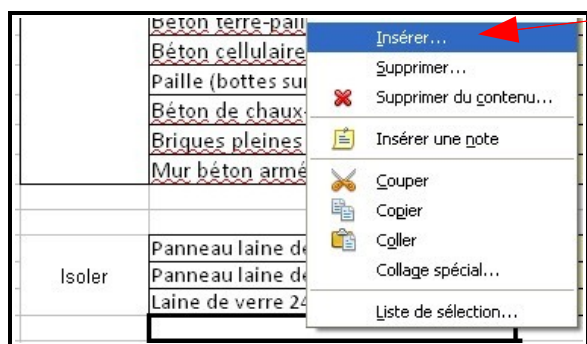 Béton terre-pail
Béton cellulaire
Paille (bottes su
Béton de chaux-
Briques pleines
Mur béton armé
Isoler
Panneau laine de
Panneau laine de
Laine de verre 24
Insérer...
Supprimer...
Supprimer du contenu...
Insérer une note
Couper
Copier
Coller
Collage spécial...
Liste de sélection...